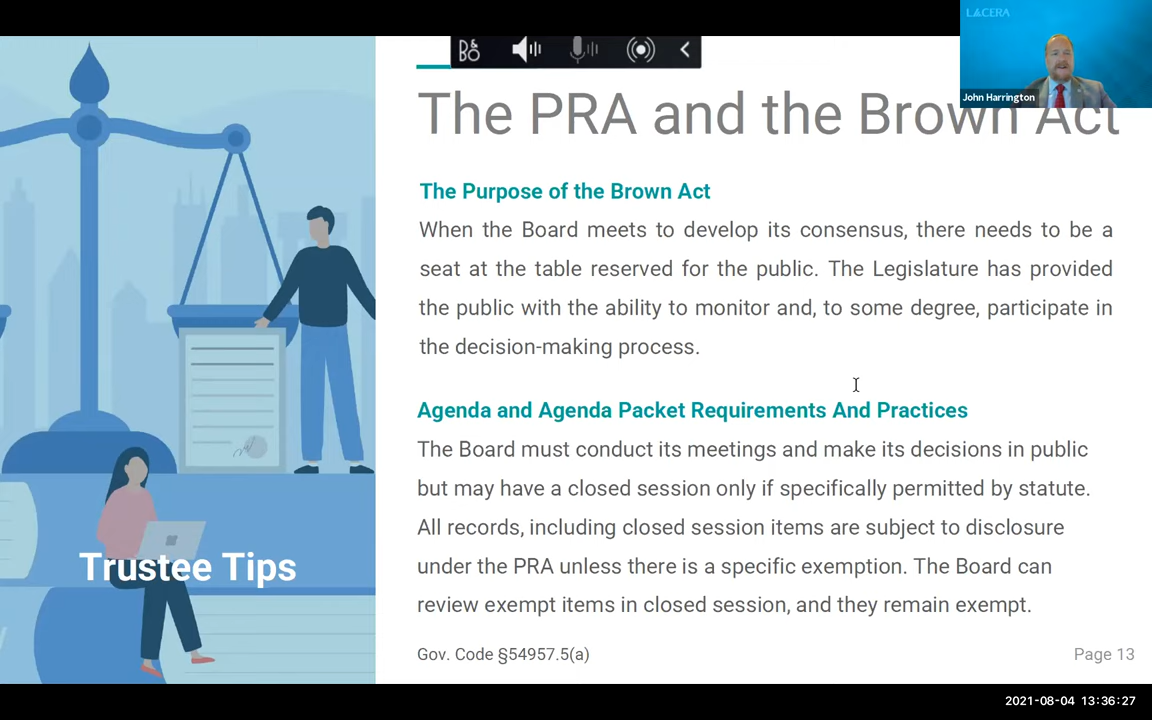 LACERA
John Harrington
The PRA and the Brown Act
The Purpose of the Brown Act
When the Board meets to develop its consensus, there needs to be a
seat at the table reserved for the public. The Legislature has provided
the public with the ability to monitor and, to some degree, participate in
the decision-making process.
Agenda and Agenda Packet Requirements And Practices
The Board must conduct its meetings and make its decisions in public
but may have a closed session only if specifically permitted by statute.
All records, including closed session items are subject to disclosure
under the PRA unless there is a specific exemption. The Board can
review exempt items in closed session, and they remain exempt.
Trustee Tips
Gov. Code §54957.5(a)
Page 13
2021-08-04 13:36:27